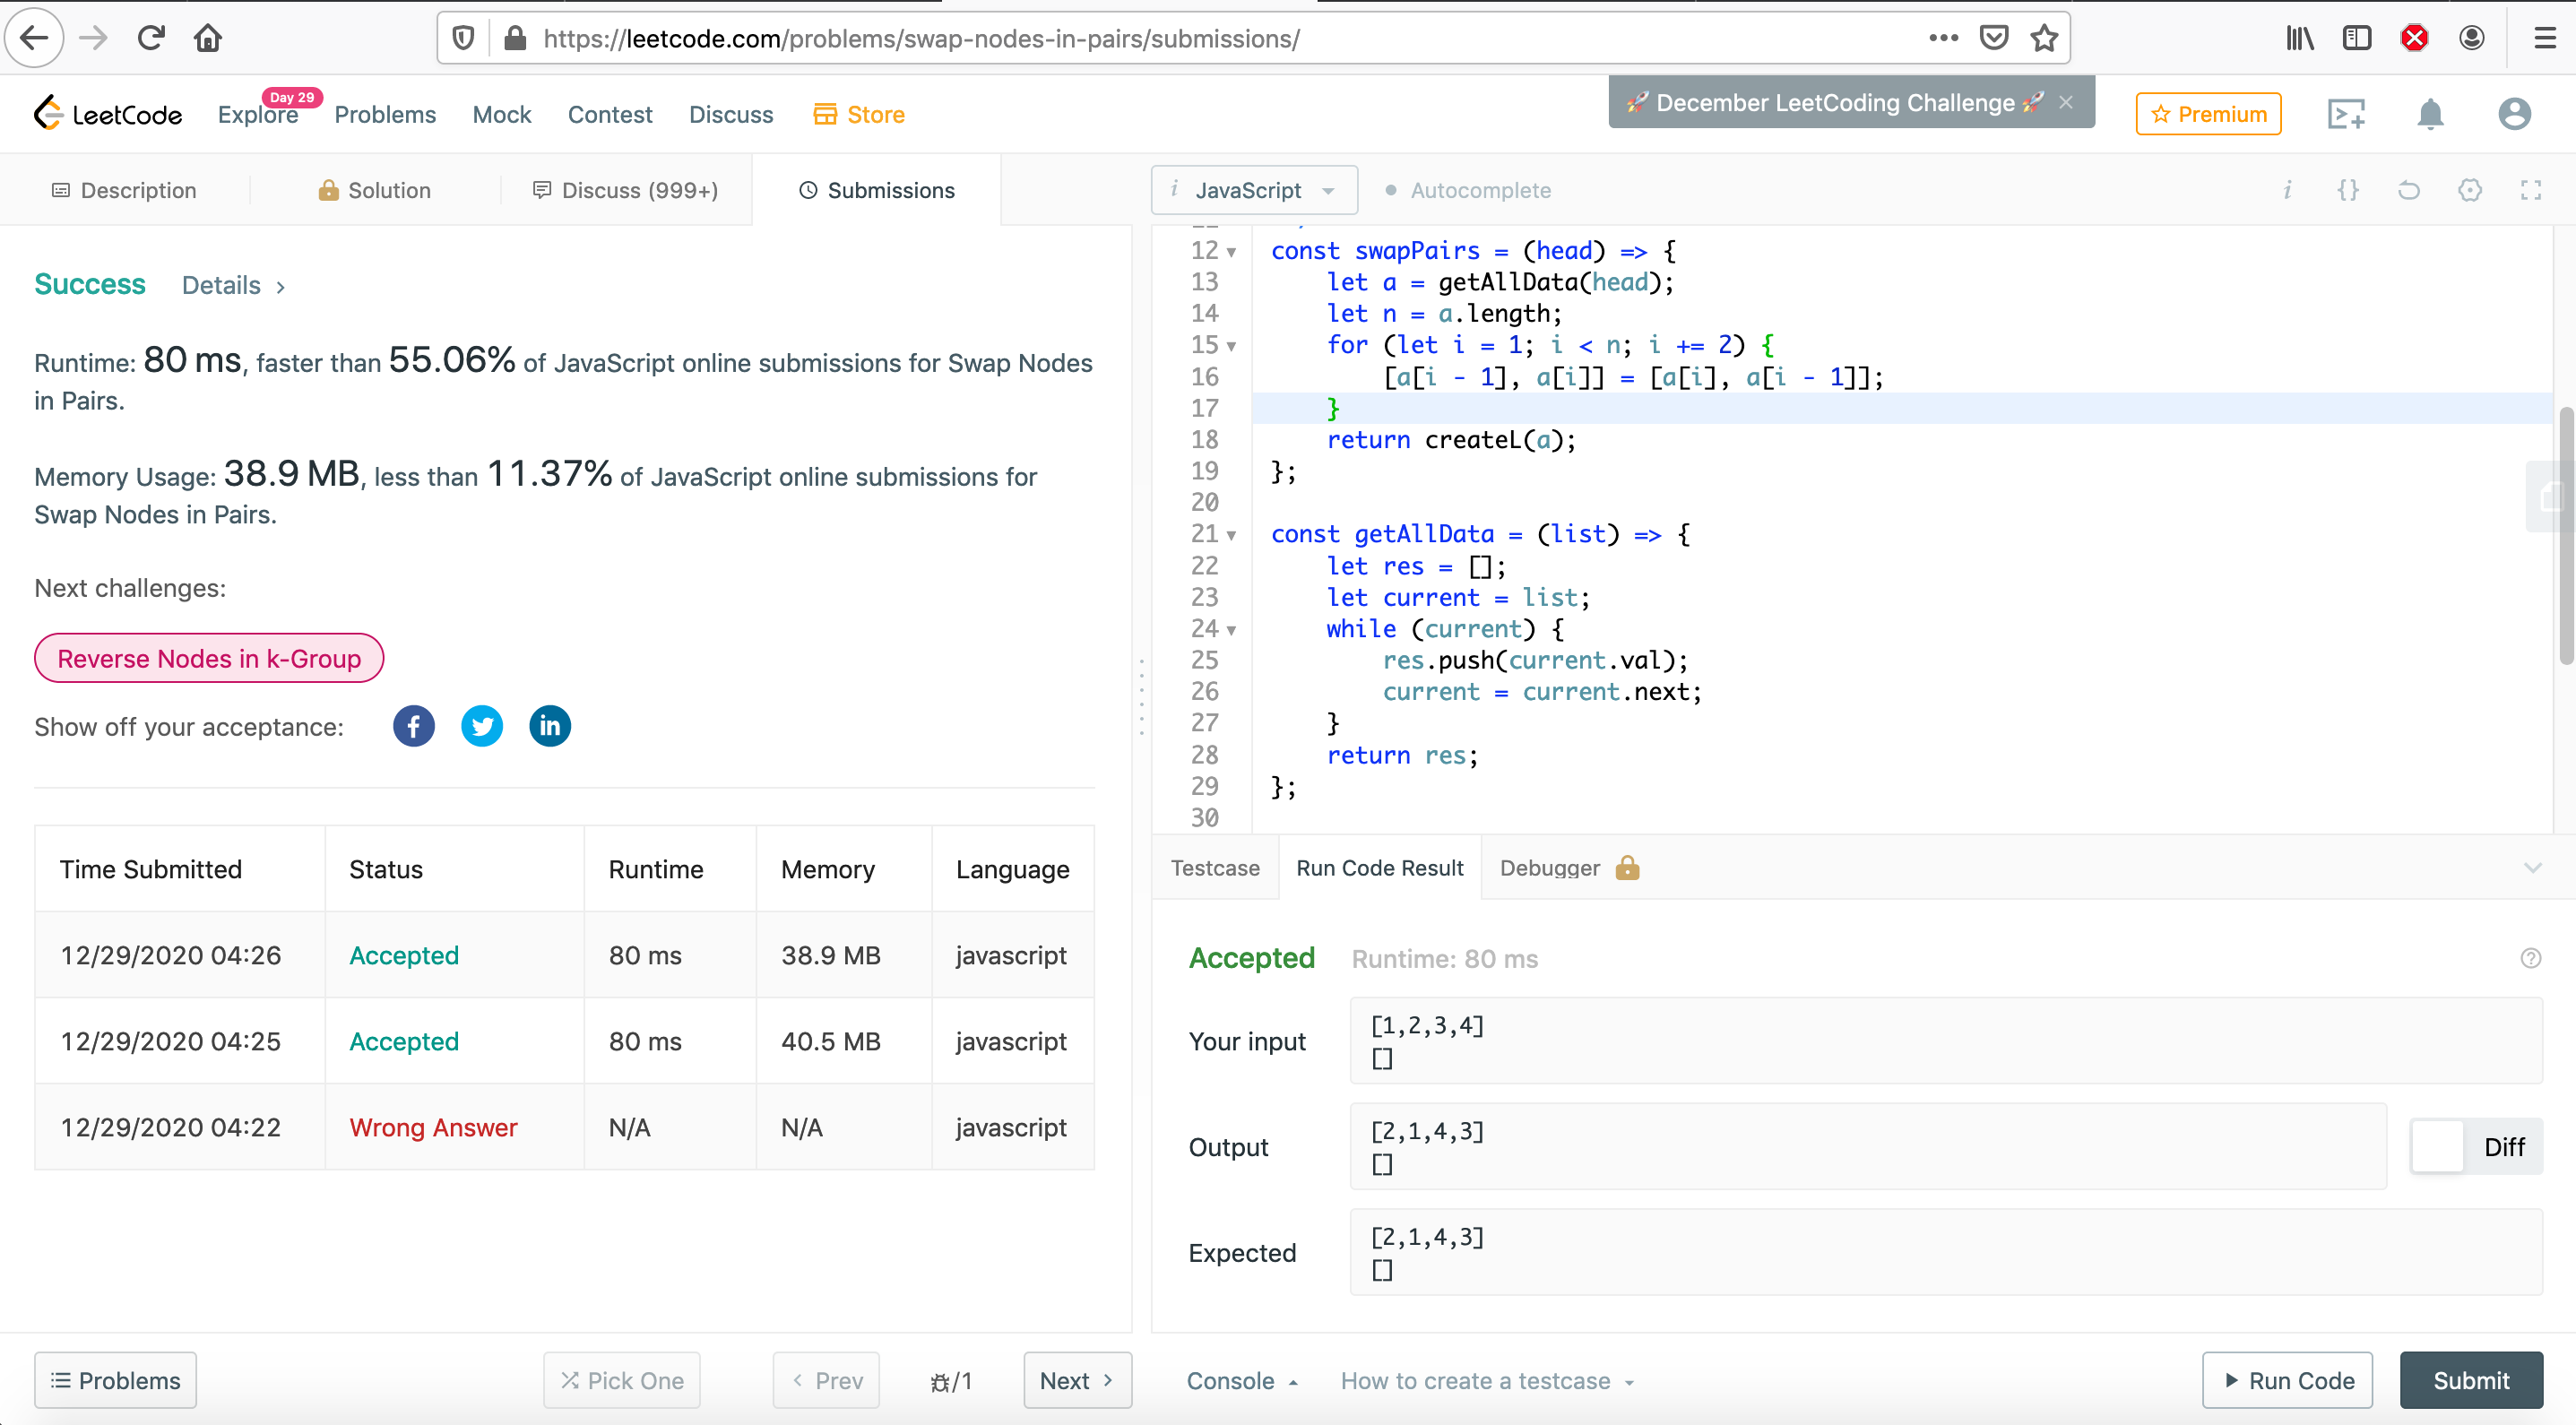 https://leetcode.com/problems/swap-nodes-in-pairs/submissions/
LeetCode
Explore
Day 29
Problems
Mock
Contest
Discuss
Store
🚀 December LeetCoding Challenge 🚀 ×
Premium
Description
Solution
Discuss (999+)
Submissions
i JavaScript
Autocomplete
i
{}
Success
Details >
Runtime: 80 ms, faster than 55.06% of JavaScript online submissions for Swap Nodes
in Pairs.
Memory Usage: 38.9 MB, less than 11.37% of JavaScript online submissions for
Swap Nodes in Pairs.
Next challenges:
Reverse Nodes in k-Group
Show off your acceptance:
f
in
Time Submitted Status Runtime Memory Language
12/29/2020 04:26 Accepted 80 ms 38.9 MB javascript
12/29/2020 04:25 Accepted 80 ms 40.5 MB javascript
12/29/2020 04:22 Wrong Answer N/A N/A javascript
12 const swapPairs = (head) => {
13 let a = getAllData(head);
14 let n = a.length;
15 for (let i = 1; i < n; i += 2) {
16 [a[i - 1], a[i]] = [a[i], a[i - 1]];
17 }
18 return createL(a);
19 };
20
21 const getAllData = (list) => {
22 let res = [];
23 let current = list;
24 while (current) {
25 res.push(current.val);
26 current = current.next;
27 }
28 return res;
29 };
30
Testcase
Run Code Result
Debugger
Accepted
Runtime: 80 ms
?
Your input
[1,2,3,4]
[]
Output
[2,1,4,3]
[]
Diff
Expected
[2,1,4,3]
[]
Problems
Pick One
< Prev
/1
Next >
Console
How to create a testcase
Run Code
Submit